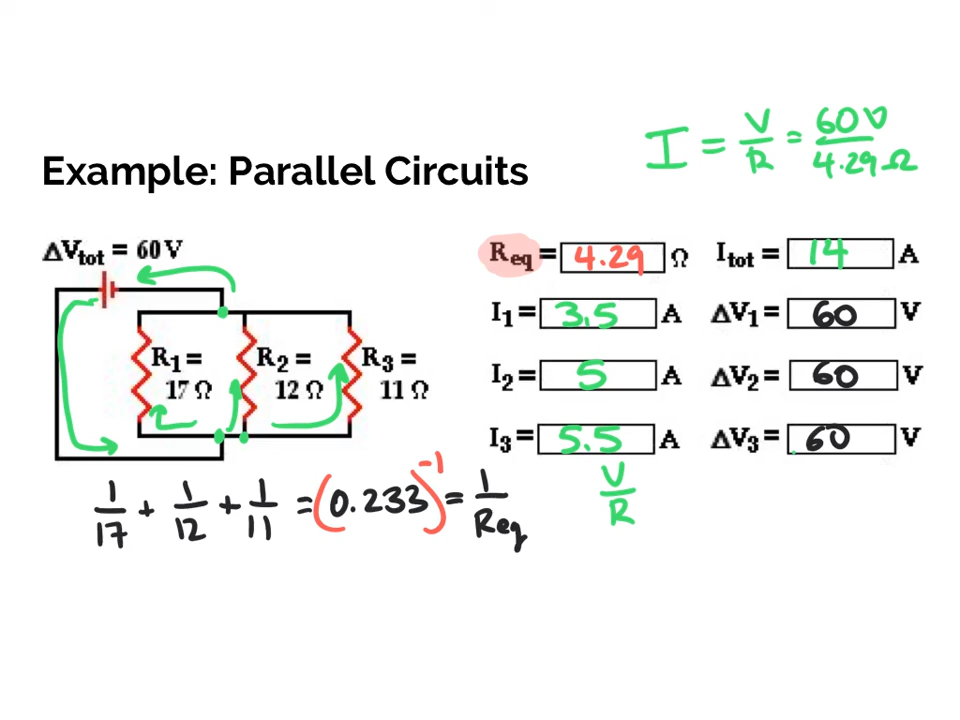 I = V/R = 60V/4.29 Ω
Example: Parallel Circuits
ΔVtot = 60 V
Req = 4.29 Ω Itot = 14 A
I1 = 3.5 A ΔV1 = 60 V
R1 = 17 Ω R2 = 12 Ω R3 = 11 Ω
I2 = 5 A ΔV2 = 60 V
I3 = 5.5 A ΔV3 = 60 V
1/17 + 1/12 + 1/11 = (0.233)^-1 = 1/Req
V/R